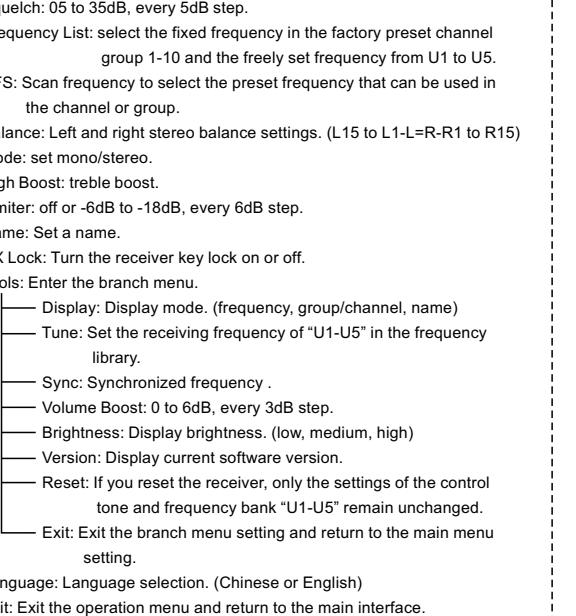 uelch: 05 to 35dB, every 5dB step.
equency List: select the fixed frequency in the factory preset channel
group 1-10 and the freely set frequency from U1 to U5.
FS: Scan frequency to select the preset frequency that can be used in
the channel or group.
lance: Left and right stereo balance settings. (L15 to L1-L=R-R1 to R15)
ode: set mono/stereo.
gh Boost: treble boost.
miter: off or -6dB to -18dB, every 6dB step.
ame: Set a name.
X Lock: Turn the receiver key lock on or off.
ols: Enter the branch menu.
Display: Display mode. (frequency, group/channel, name)
Tune: Set the receiving frequency of “U1-U5” in the frequency
library.
Sync: Synchronized frequency .
Volume Boost: 0 to 6dB, every 3dB step.
Brightness: Display brightness. (low, medium, high)
Version: Display current software version.
Reset: If you reset the receiver, only the settings of the control
tone and frequency bank “U1-U5” remain unchanged.
Exit: Exit the branch menu setting and return to the main menu
setting.
nguage: Language selection. (Chinese or English)
it: Exit the operation menu and return to the main interface.